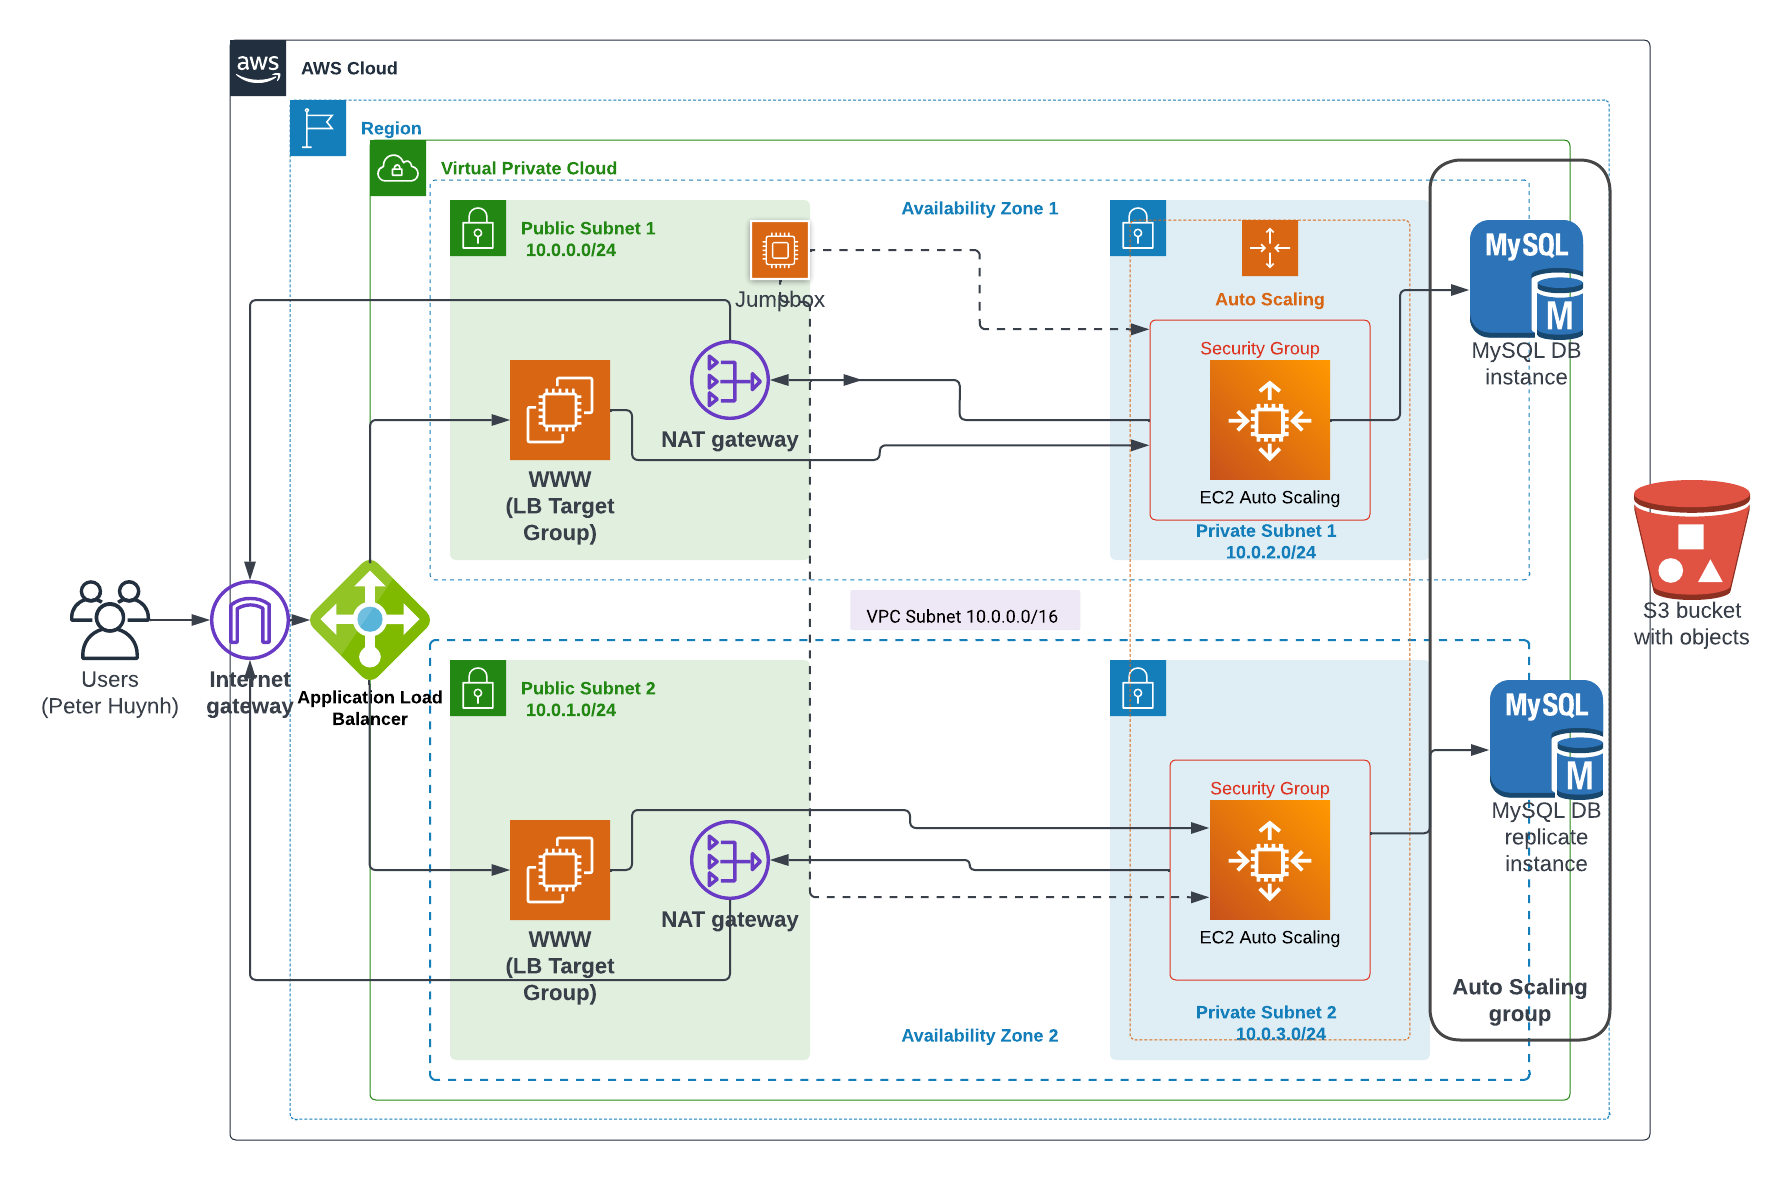 aws
AWS Cloud
Region
Virtual Private Cloud
Availability Zone 1
Public Subnet 1
10.0.0.0/24
Jumpbox
NAT gateway
WWW
(LB Target
Group)
Auto Scaling
Security Group
EC2 Auto Scaling
Private Subnet 1
10.0.2.0/24
MySQL
M
MySQL DB
instance
VPC Subnet 10.0.0.0/16
Users
(Peter Huynh)
Internet
gateway
Application Load
Balancer
S3 bucket
with objects
Public Subnet 2
10.0.1.0/24
NAT gateway
WWW
(LB Target
Group)
Security Group
EC2 Auto Scaling
Private Subnet 2
10.0.3.0/24
Availability Zone 2
MySQL
M
MySQL DB
replicate
instance
Auto Scaling
group